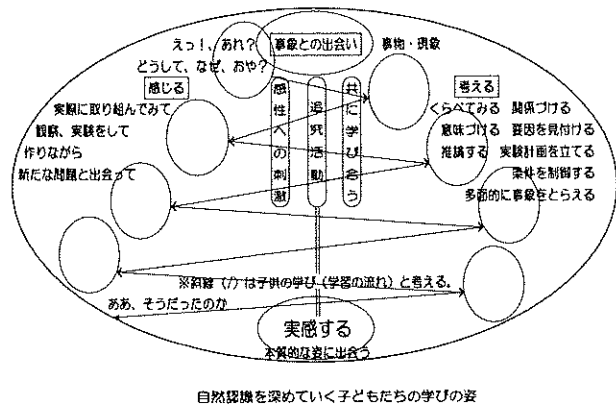 えっ！、あれ？
どうして、なぜ、おや？
事象との出会い
事物・現象
感じる
実際に取り組んでみて
観察、実験をして
作りながら
新たな問題と出会って
感性への刺激
追究活動
共に学び合う
考える
くらべてみる 関係づける
意味づける 要因を見付ける
推論する 実験計画を立てる
条件を制御する
多面的に事象をとらえる
※斜線（/）は子供の学び（学習の流れ）と考える。
ああ、そうだったのか
実感する
本質的な姿に出会う
自然認識を深めていく子どもたちの学びの姿